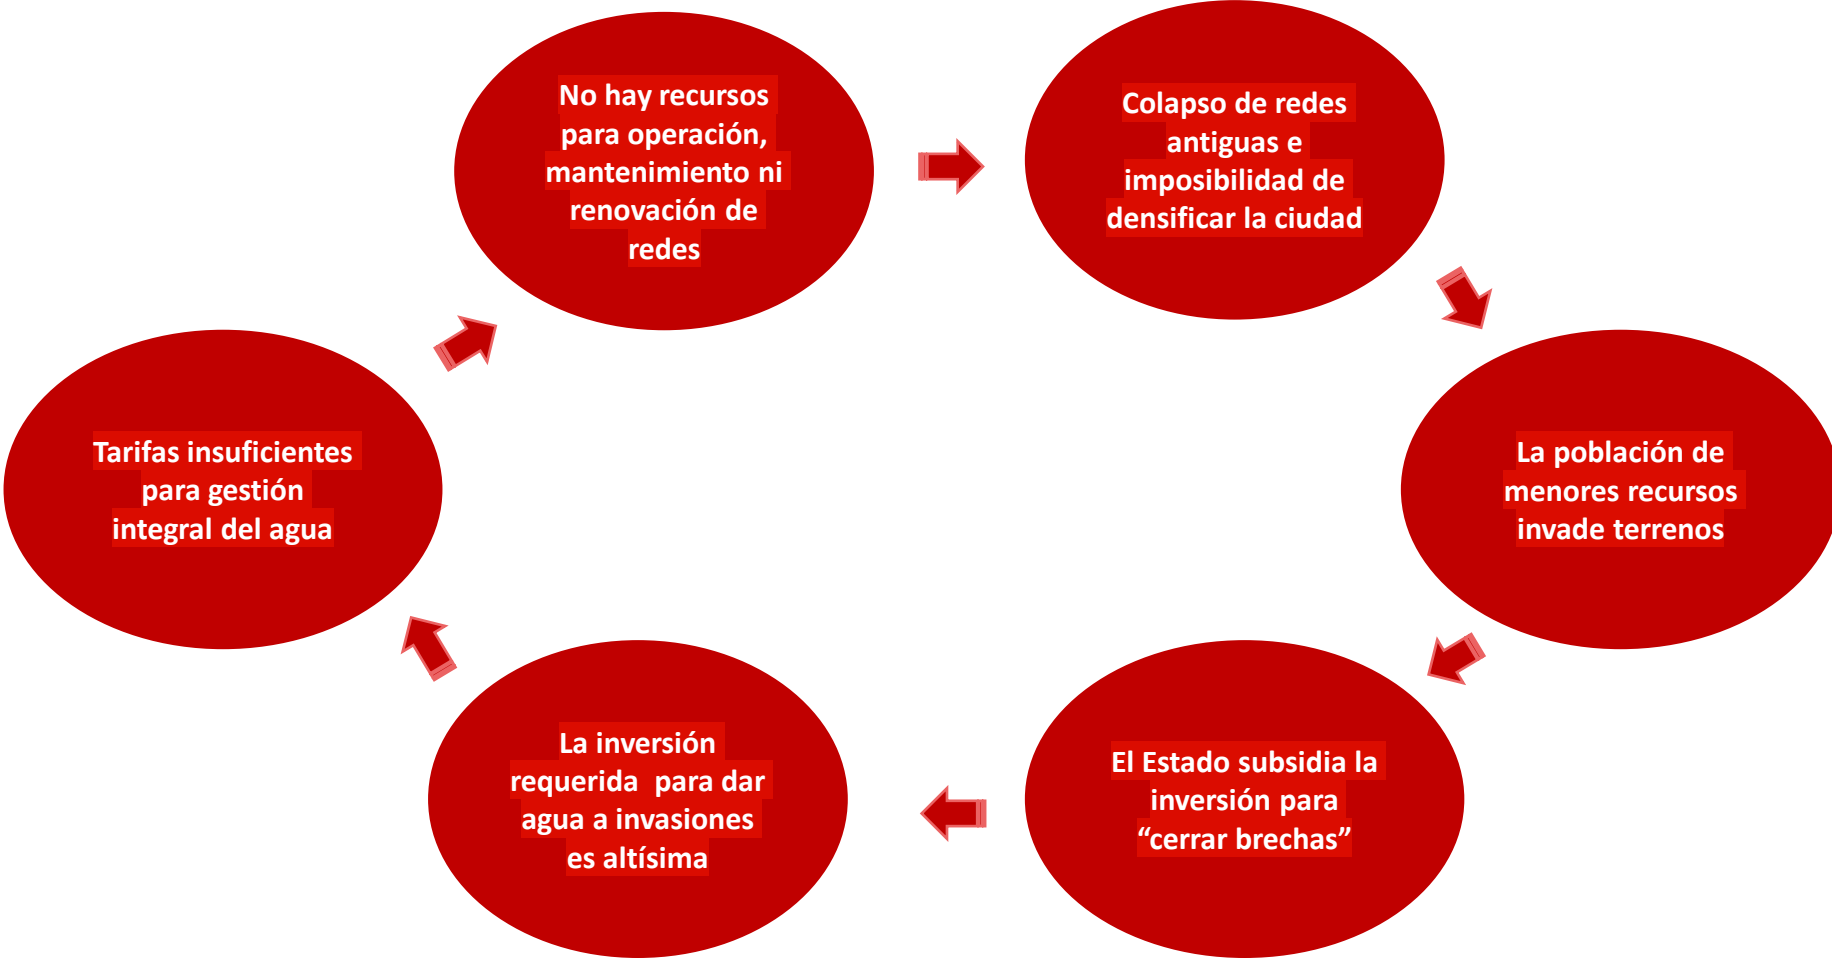 No hay recursos
para operación,
mantenimiento ni
renovación de
redes
Colapso de redes
antiguas e
imposibilidad de
densificar la ciudad
La población de
menores recursos
invade terrenos
El Estado subsidia la
inversión para
“cerrar brechas”
La inversión
requerida  para dar
agua a invasiones
es altísima
Tarifas insuficientes
para gestión
integral del agua